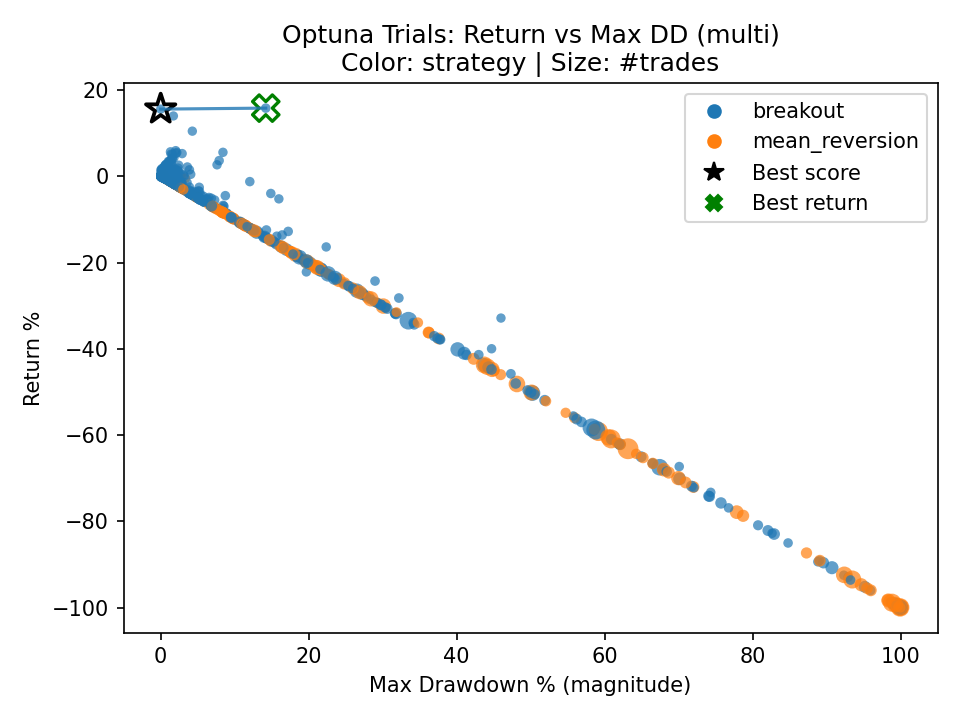 Optuna Trials: Return vs Max DD (multi)
Color: strategy | Size: #trades
20
0
−20
−40
−60
−80
−100
Return %
breakout
mean_reversion
Best score
Best return
0
20
40
60
80
100
Max Drawdown % (magnitude)